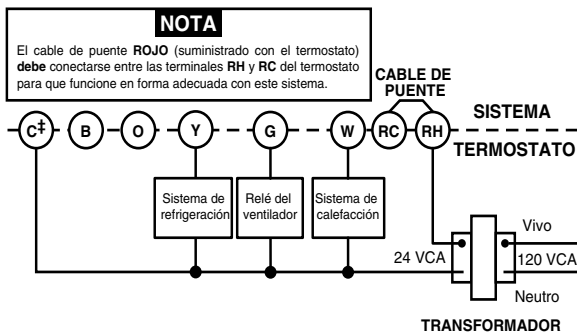 NOTA
El cable de puente ROJO (suministrado con el termostato)
debe conectarse entre las terminales RH y RC del termostato
para que funcione en forma adecuada con este sistema.
CABLE DE
PUENTE
SISTEMA
C‡ B O Y G W RC RH
TERMOSTATO
Sistema de
refrigeración
Relé del
ventilador
Sistema de
calefacción
Vivo
24 VCA
120 VCA
Neutro
TRANSFORMADOR